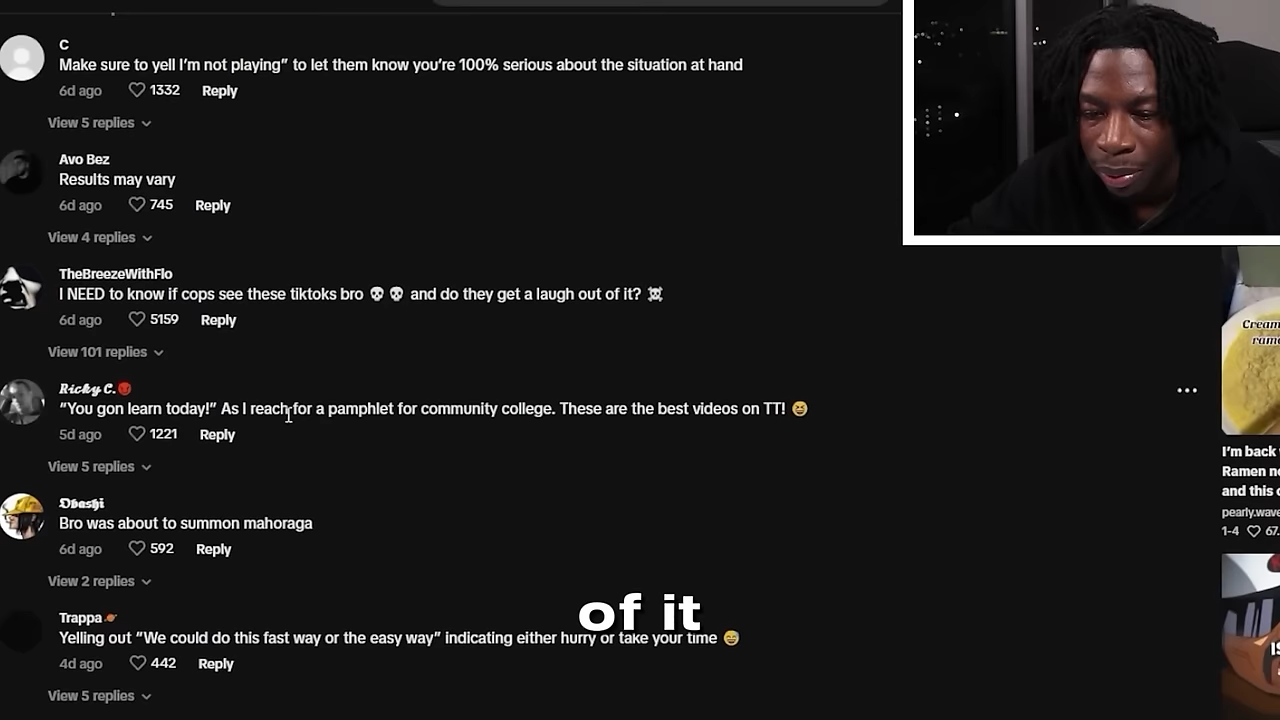 C
Make sure to yell I'm not playing" to let them know you're 100% serious about the situation at hand
6d ago 1332 Reply
View 5 replies
Avo Bez
Results may vary
6d ago 745 Reply
View 4 replies
TheBreezeWithFlo
I NEED to know if cops see these tiktoks bro 💀 💀 and do they get a laugh out of it? ☠️
6d ago 5159 Reply
View 101 replies
Ricky C.
"You gon learn today!" As I reach for a pamphlet for community college. These are the best videos on TT! 😆
5d ago 1221 Reply
View 5 replies
Obashi
Bro was about to summon mahoraga
6d ago 592 Reply
View 2 replies
of it
Trappa
Yelling out "We could do this fast way or the easy way" indicating either hurry or take your time 😅
4d ago 442 Reply
View 5 replies
Cream
rame
I'm back
Ramen
and this
pearly.wave
1-4 67.